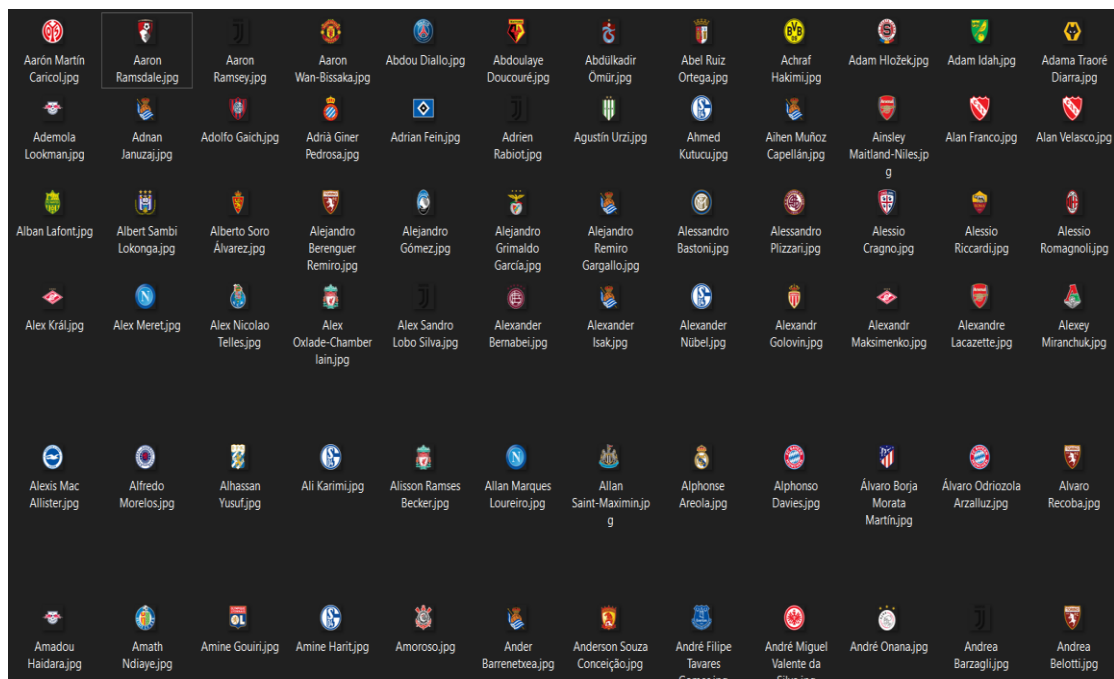 Aarón Martín
Caricol.jpg
Aaron
Ramsdale.jpg
Aaron
Ramsey.jpg
Aaron
Wan-Bissaka.jpg
Abdou Diallo.jpg
Abdoulaye
Doucouré.jpg
Abdülkadir
Ömür.jpg
Abel Ruiz
Ortega.jpg
Achraf
Hakimi.jpg
Adam Hložek.jpg
Adam Idah.jpg
Adama Traoré
Diarra.jpg
Ademola
Lookman.jpg
Adnan
Januzaj.jpg
Adolfo Gaich.jpg
Adrià Giner
Pedrosa.jpg
Adrian Fein.jpg
Adrien
Rabiot.jpg
Agustín Urzi.jpg
Ahmed
Kutucu.jpg
Aihen Muñoz
Capellán.jpg
Ainsley
Maitland-Niles.jp
g
Alan Franco.jpg
Alan Velasco.jpg
Alban Lafont.jpg
Albert Sambi
Lokonga.jpg
Alberto Soro
Álvarez.jpg
Alejandro
Berenguer
Remiro.jpg
Alejandro
Gómez.jpg
Alejandro
Grimaldo
García.jpg
Alejandro
Remiro
Gargallo.jpg
Alessandro
Bastoni.jpg
Alessandro
Plizzari.jpg
Alessio
Cragno.jpg
Alessio
Riccardi.jpg
Alessio
Romagnoli.jpg
Alex Král.jpg
Alex Meret.jpg
Alex Nicolao
Telles.jpg
Alex
Oxlade-Chamber
lain.jpg
Alex Sandro
Lobo Silva.jpg
Alexander
Bernabei.jpg
Alexander
Isak.jpg
Alexander
Nübel.jpg
Alexandr
Golovin.jpg
Alexandr
Maksimenko.jpg
Alexandre
Lacazette.jpg
Alexey
Miranchuk.jpg
Alexis Mac
Allister.jpg
Alfredo
Morelos.jpg
Alhassan
Yusuf.jpg
Ali Karimi.jpg
Alisson Ramses
Becker.jpg
Allan Marques
Loureiro.jpg
Allan
Saint-Maximin.jp
g
Alphonse
Areola.jpg
Alphonso
Davies.jpg
Álvaro Borja
Morata
Martín.jpg
Álvaro Odriozola
Arzalluz.jpg
Alvaro
Recoba.jpg
Amadou
Haidara.jpg
Amath
Ndiaye.jpg
Amine Gouiri.jpg
Amine Harit.jpg
Amoroso.jpg
Ander
Barrenetxea.jpg
Anderson Souza
Conceição.jpg
André Filipe
Tavares
Gomes.jpg
André Miguel
Valente da
Silva.jpg
André Onana.jpg
Andrea
Barzagli.jpg
Andrea
Belotti.jpg